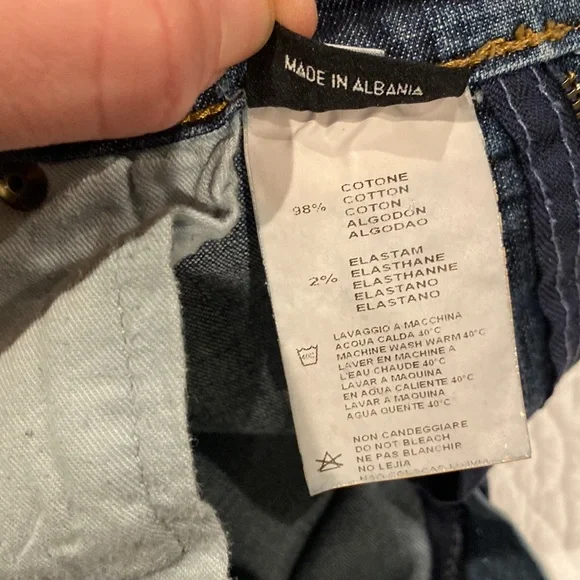 MADE IN ALBANIA
98% COTONE
COTTON
COTON
ALGODÓN
ALGODAO
2% ELASTAM
ELASTHANE
ELASTHANNE
ELASTANO
ELASTANO
LAVAGGIO A MACCHINA
ACQUA CALDA 40°C
MACHINE WASH WARM 40°C
LAVER EN MACHINE A
L'EAU CHAUDE 40°C
LAVAR A MAQUINA
EN AQUA CALIENTE 40°C
LAVAR A MAQUINA
AGUA QUENTE 40°C
NON CANDEGGIARE
DO NOT BLEACH
NE PAS BLANCHIR
NO LEJIA